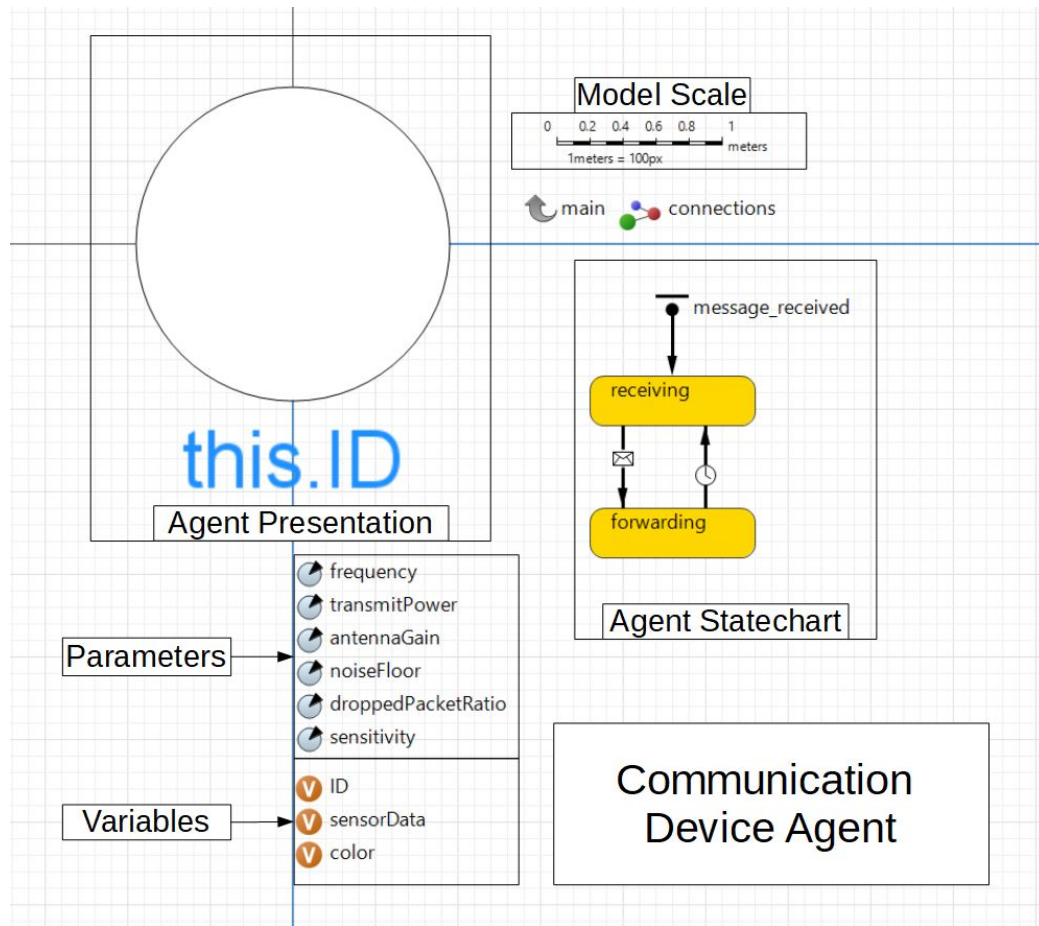 Model Scale
0 0.2 0.4 0.6 0.8 1
meters
1meters = 100px
main connections
message_received
receiving
forwarding
Agent Statechart
this.ID
Agent Presentation
Parameters
frequency
transmitPower
antennaGain
noiseFloor
droppedPacketRatio
sensitivity
Variables
V ID
V sensorData
V color
Communication
Device Agent